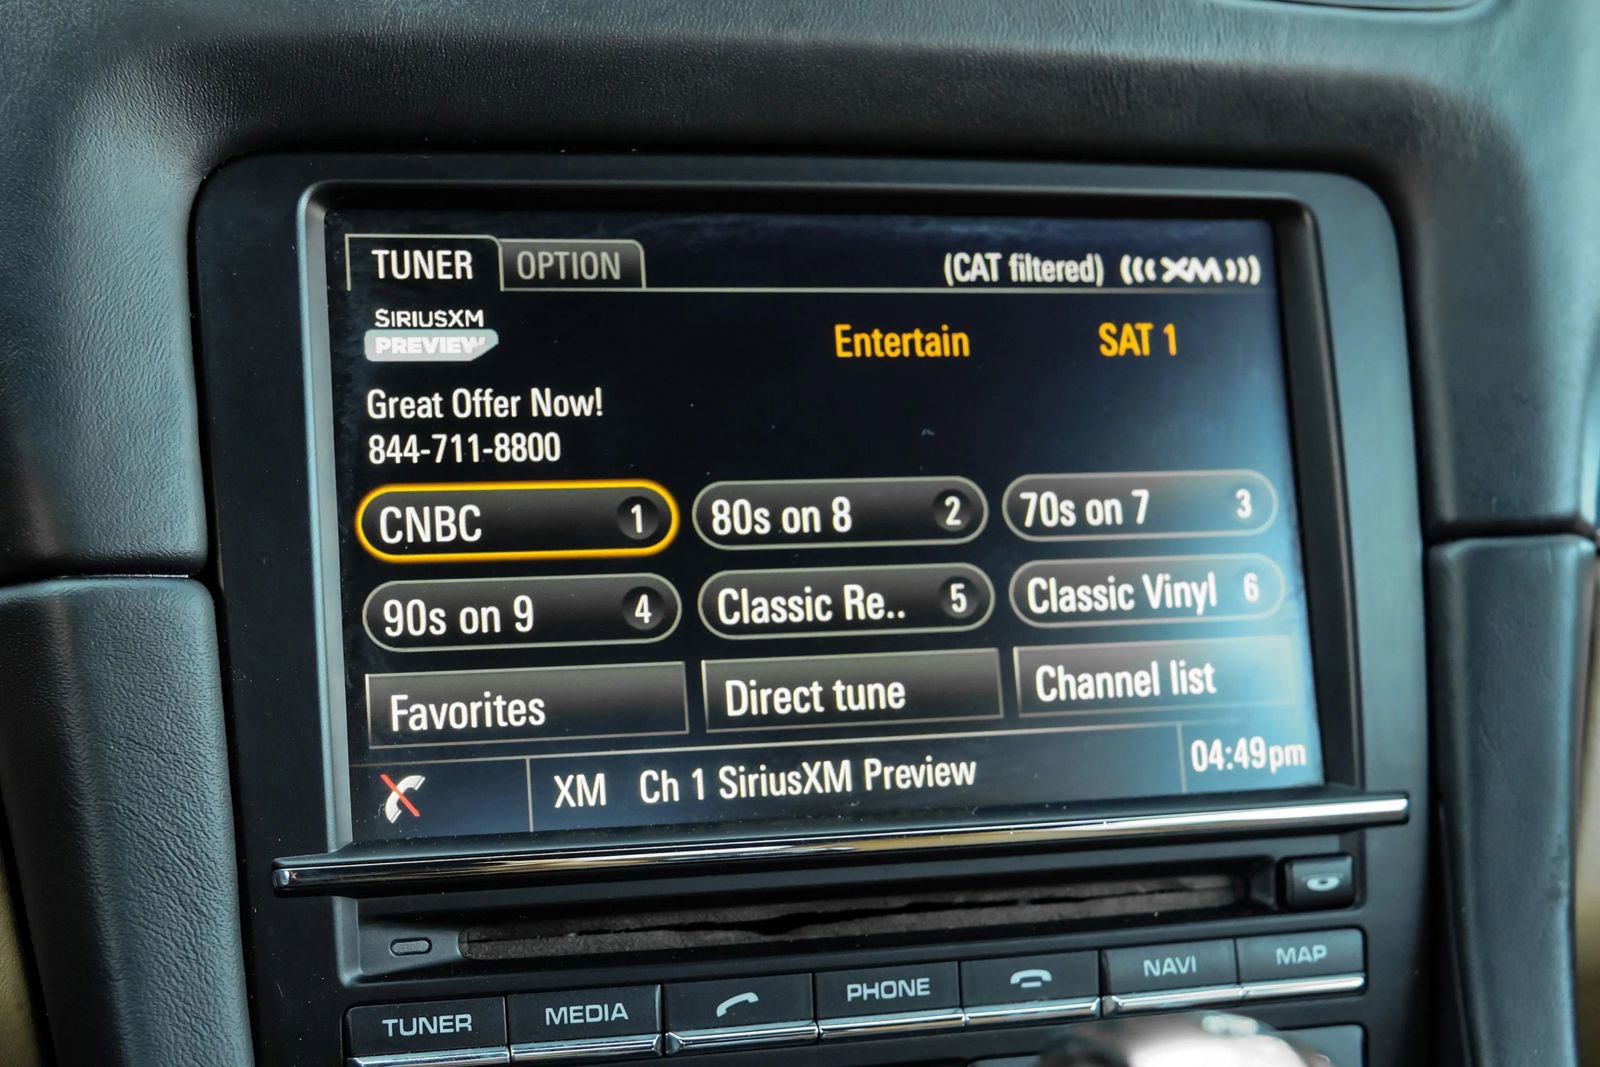 TUNER OPTION (CAT filtered) (((XM)))
SIRIUSXM
PREVIEW Entertain SAT 1
Great Offer Now!
844-711-8800
CNBC 1 80s on 8 2 70s on 7 3
90s on 9 4 Classic Re.. 5 Classic Vinyl 6
Favorites Direct tune Channel list
XM Ch 1 SiriusXM Preview 04:49pm
TUNER MEDIA PHONE NAVI MAP